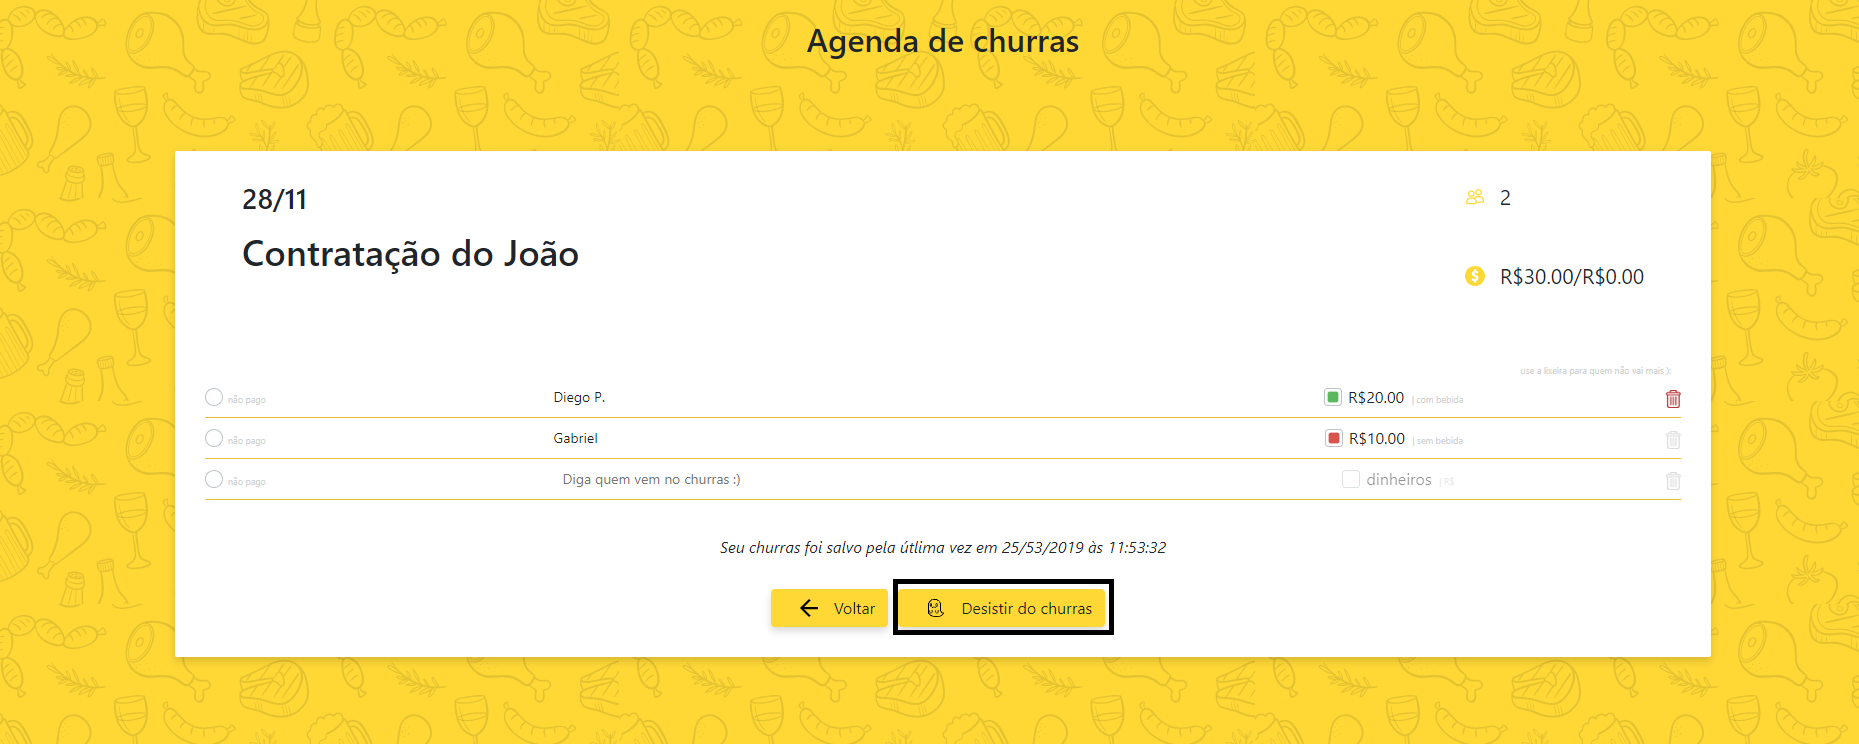 Agenda de churras
28/11
2
Contratação do João
R$30.00/R$0.00
use a lixeira para quem não vai mais ):
não pago Diego P. R$20.00 | com bebida
não pago Gabriel R$10.00 | sem bebida
não pago Diga quem vem no churras :) dinheiros | R$
Seu churras foi salvo pela útlima vez em 25/53/2019 às 11:53:32
Voltar Desistir do churras